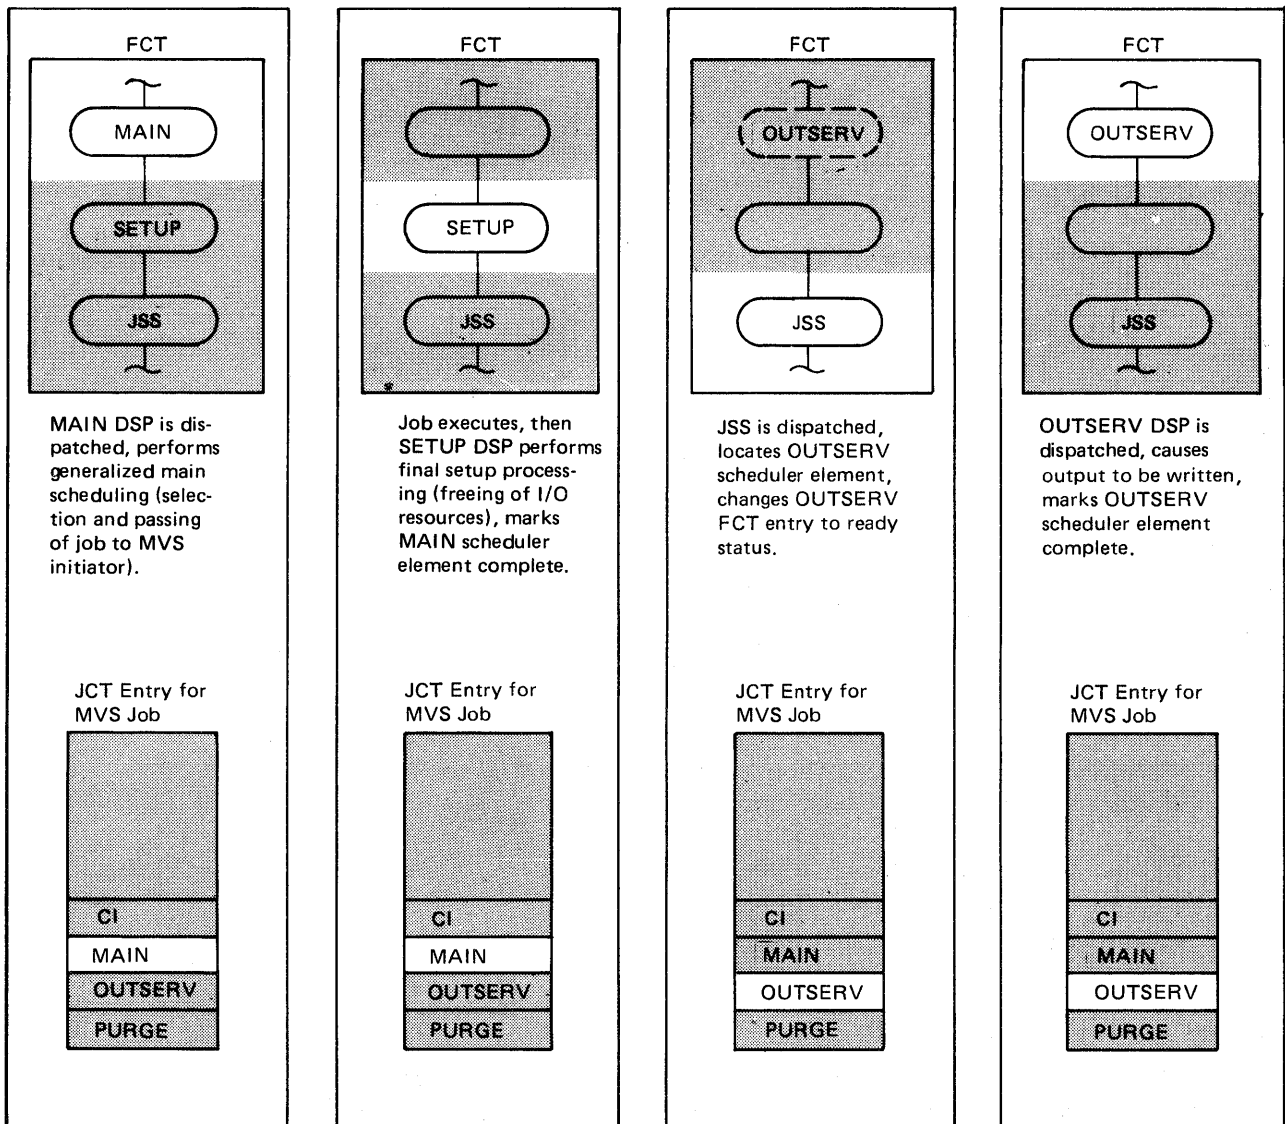 FCT
MAIN
SETUP
JSS
MAIN DSP is dis-
patched, performs
generalized main
scheduling (selec-
tion and passing
of job to MVS
initiator).
JCT Entry for
MVS Job
CI
MAIN
OUTSERV
PURGE
FCT
SETUP
JSS
Job executes, then
SETUP DSP performs
final setup process-
ing (freeing of I/O
resources), marks
MAIN scheduler
element complete.
JCT Entry for
MVS Job
CI
MAIN
OUTSERV
PURGE
FCT
OUTSERV
JSS
JSS is dispatched,
locates OUTSERV
scheduler element,
changes OUTSERV
FCT entry to ready
status.
JCT Entry for
MVS Job
CI
MAIN
OUTSERV
PURGE
FCT
OUTSERV
JSS
OUTSERV DSP is
dispatched, causes
output to be written,
marks OUTSERV
scheduler element
complete.
JCT Entry for
MVS Job
CI
MAIN
OUTSERV
PURGE